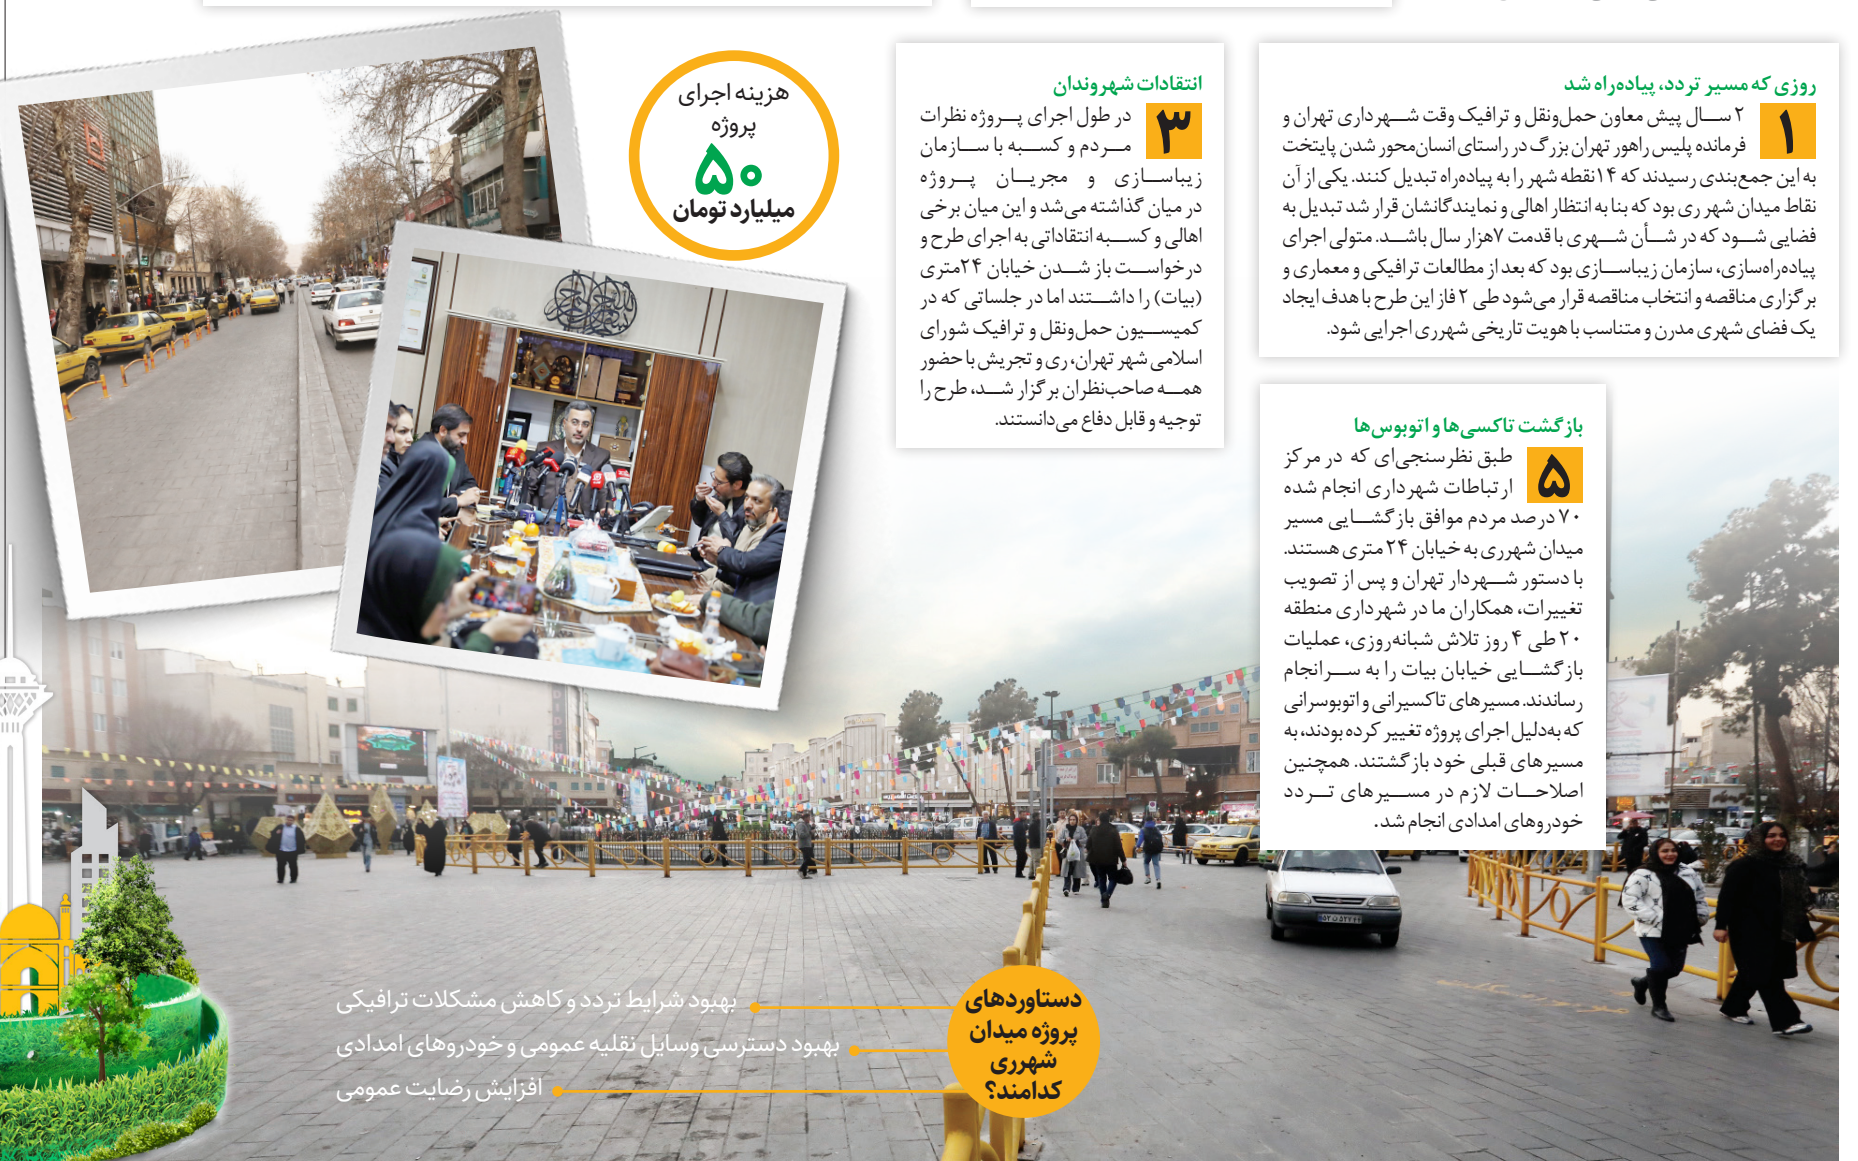 روزی که مسیر تردد، پیاده‌راه شد
۱
۲ سال پیش معاون حمل‌ونقل و ترافیک وقت شهرداری تهران و
فرمانده پلیس راهور تهران بزرگ در راستای انسان‌محور شدن پایتخت
به این جمع‌بندی رسیدند که ۱۴نقطه شهر را به پیاده‌راه تبدیل کنند. یکی از آن
نقاط میدان شهر ری بود که بنا به انتظار اهالی و نمایندگانشان قرار شد تبدیل به
فضایی شود که در شأن شهری با قدمت ۷هزار سال باشد. متولی اجرای
پیاده‌راه‌سازی، سازمان زیباسازی بود که بعد از مطالعات ترافیکی و معماری و
برگزاری مناقصه و انتخاب مناقصه قرار می‌شود طی ۲ فاز این طرح با هدف ایجاد
یک فضای شهری مدرن و متناسب با هویت تاریخی شهرری اجرایی شود.
انتقادات شهروندان
۳
در طول اجرای پروژه نظرات
مردم و کسبه با سازمان
زیباسازی و مجریان پروژه
در میان گذاشته می‌شد و این میان برخی
اهالی و کسبه انتقاداتی به اجرای طرح و
درخواست باز شدن خیابان ۲۴متری
(بیات) را داشتند اما در جلساتی که در
کمیسیون حمل‌ونقل و ترافیک شورای
اسلامی شهر تهران، ری و تجریش با حضور
همه صاحب‌نظران برگزار شد، طرح را
توجیه و قابل دفاع می‌دانستند.
هزینه اجرای
پروژه
۵۰
میلیارد تومان
بازگشت تاکسی‌ها و اتوبوس‌ها
۵
طبق نظرسنجی‌ای که در مرکز
ارتباطات شهرداری انجام شده
۷۰ درصد مردم موافق بازگشایی مسیر
میدان شهرری به خیابان ۲۴ متری هستند.
با دستور شهردار تهران و پس از تصویب
تغییرات، همکاران ما در شهرداری منطقه
۲۰ طی ۴ روز تلاش شبانه‌روزی، عملیات
بازگشایی خیابان بیات را به سرانجام
رساندند. مسیرهای تاکسیرانی و اتوبوسرانی
که به‌دلیل اجرای پروژه تغییر کرده بودند، به
مسیرهای قبلی خود بازگشتند. همچنین
اصلاحات لازم در مسیرهای تردد
خودروهای امدادی انجام شد.
دستاوردهای
پروژه میدان
شهرری
کدامند؟
بهبود شرایط تردد و کاهش مشکلات ترافیکی
بهبود دسترسی وسایل نقلیه عمومی و خودروهای امدادی
افزایش رضایت عمومی